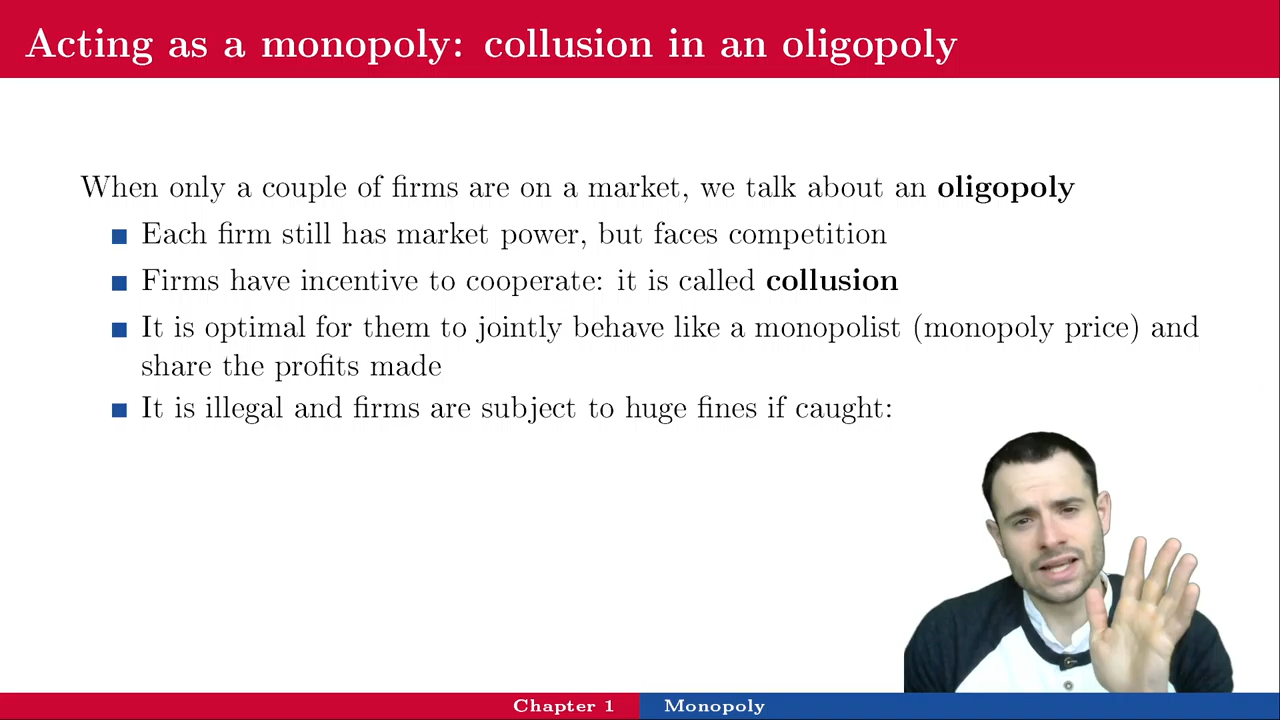 Acting as a monopoly: collusion in an oligopoly
When only a couple of firms are on a market, we talk about an oligopoly
Each firm still has market power, but faces competition
Firms have incentive to cooperate: it is called collusion
It is optimal for them to jointly behave like a monopolist (monopoly price) and
share the profits made
It is illegal and firms are subject to huge fines if caught:
Chapter 1
Monopoly